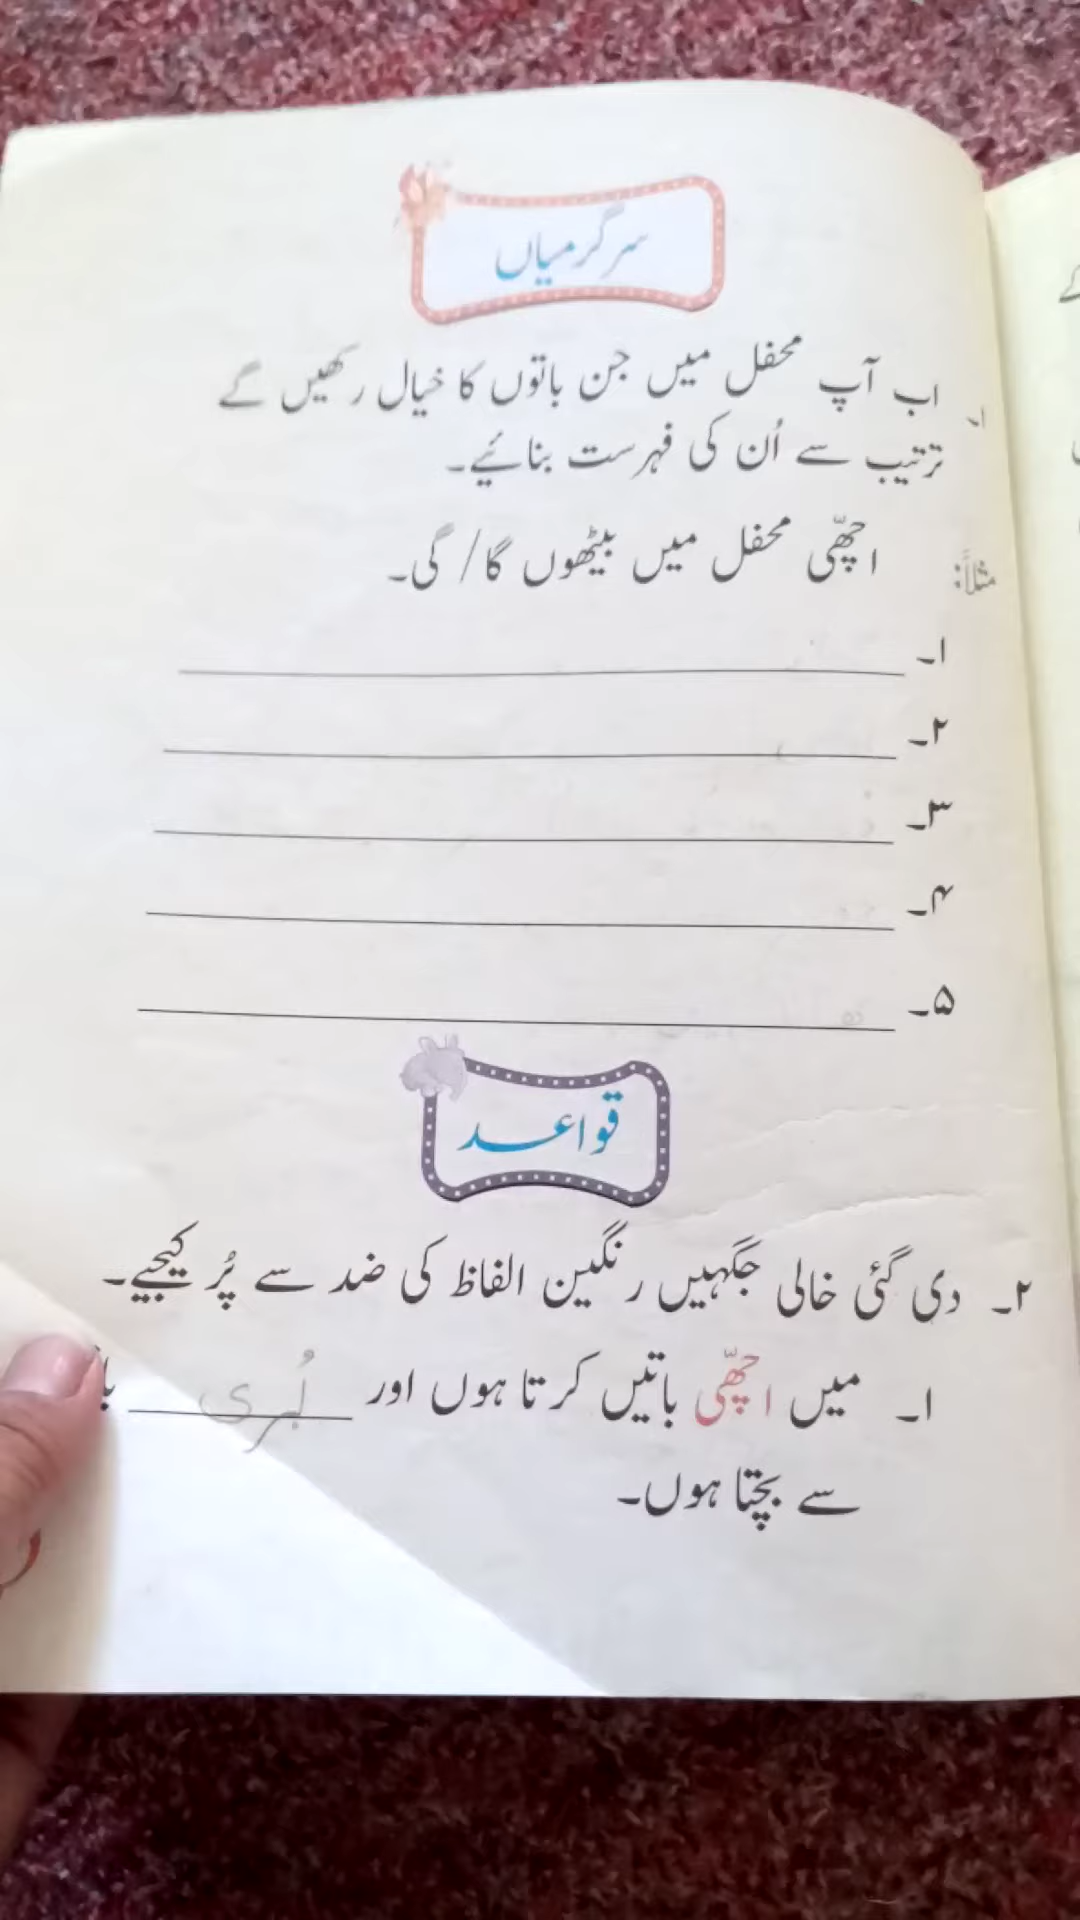 سرگرمیاں
۱۔ اب آپ محفل میں جن باتوں کا خیال رکھیں گے
ترتیب سے اُن کی فہرست بنائیے۔
مثلاً: اچھّی محفل میں بیٹھوں گا/ گی۔
۱۔
۲۔
۳۔
۴۔
۵۔
قواعد
۲۔ دی گئی خالی جگہیں رنگین الفاظ کی ضد سے پُر کیجیے۔
۱۔ میں اچھّی باتیں کرتا ہوں اور بُری
سے بچتا ہوں۔